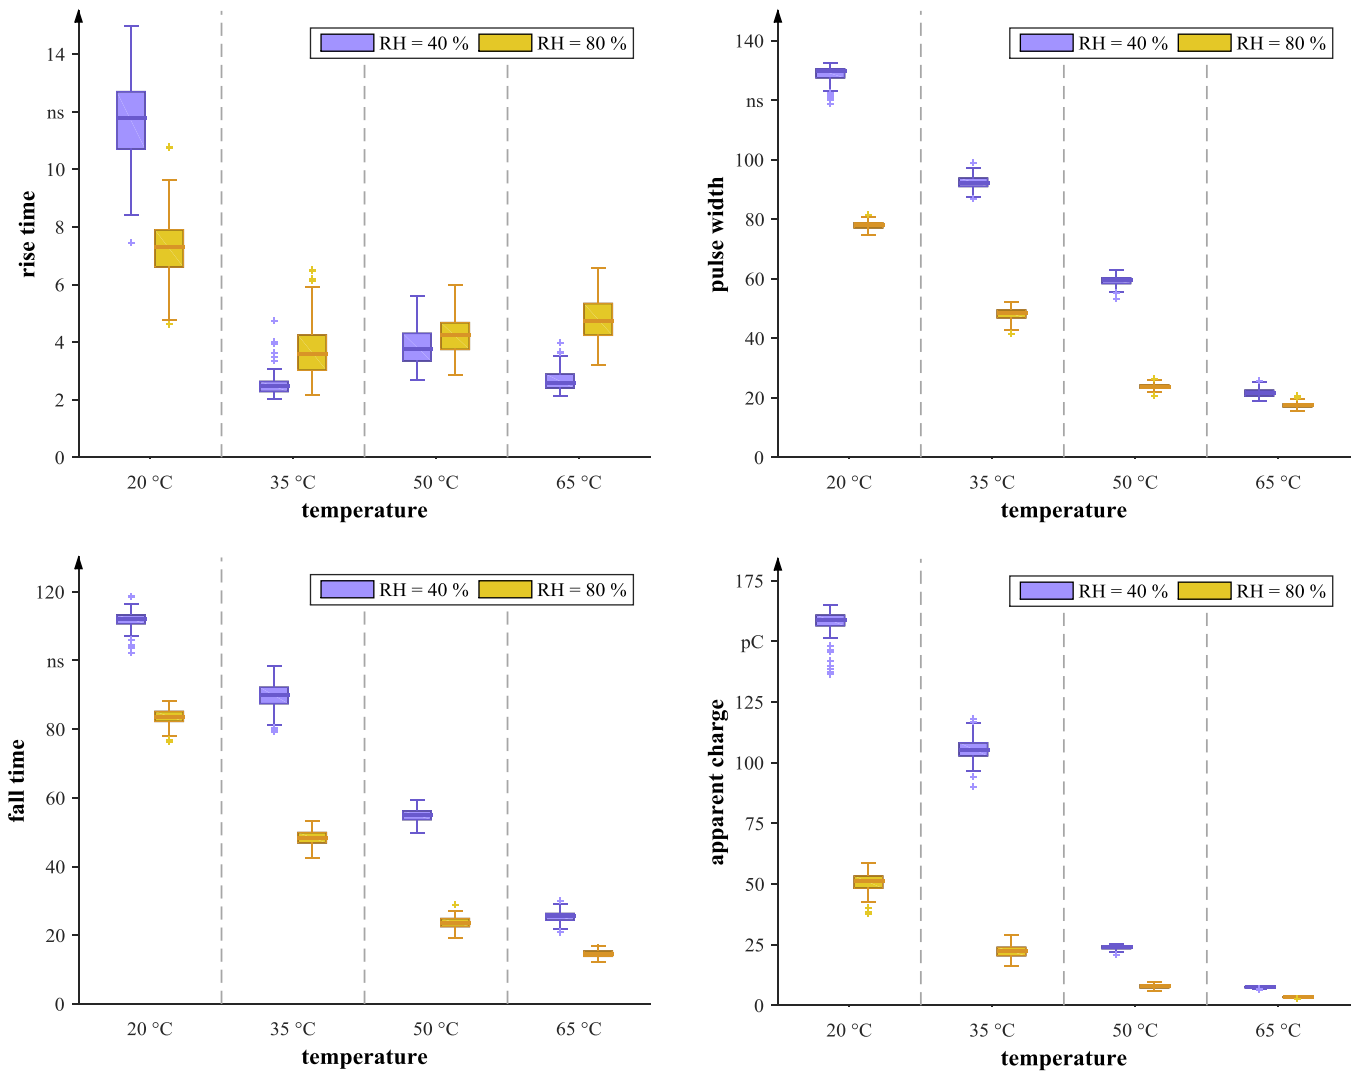 RH = 40 % RH = 80 %
14
ns
10
8
6
4
2
0
rise time
20 °C 35 °C 50 °C 65 °C
temperature
RH = 40 % RH = 80 %
140
ns
100
80
60
40
20
0
pulse width
20 °C 35 °C 50 °C 65 °C
temperature
RH = 40 % RH = 80 %
120
ns
80
60
40
20
0
fall time
20 °C 35 °C 50 °C 65 °C
temperature
RH = 40 % RH = 80 %
175
pC
125
100
75
50
25
0
apparent charge
20 °C 35 °C 50 °C 65 °C
temperature